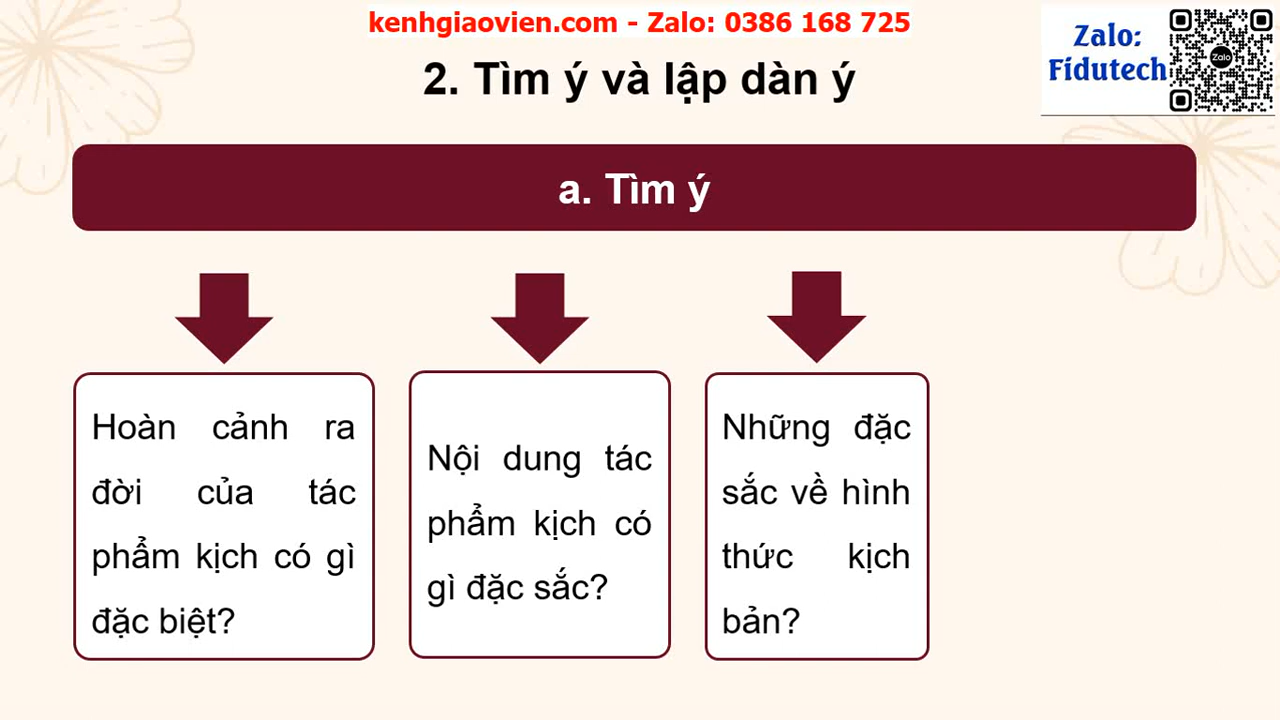 kenhgiaovien.com - Zalo: 0386 168 725
Zalo:
Fidutech
Zalo
2. Tìm ý và lập dàn ý
a. Tìm ý
Hoàn cảnh ra
đời của tác
phẩm kịch có gì
đặc biệt?
Nội dung tác
phẩm kịch có
gì đặc sắc?
Những đặc
sắc về hình
thức kịch
bản?